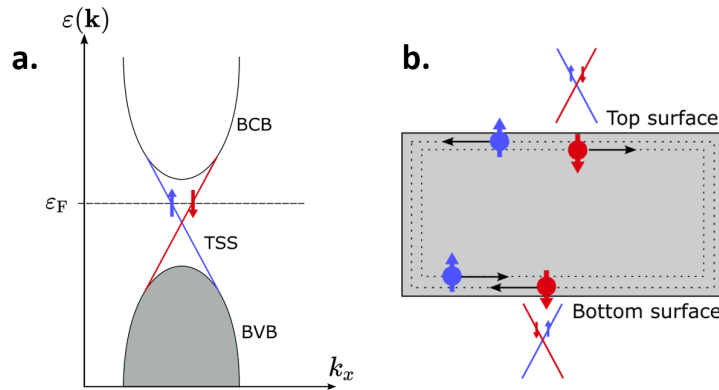 a.
ε(k)
BCB
ε_F
TSS
BVB
k_x
b.
Top surface
Bottom surface